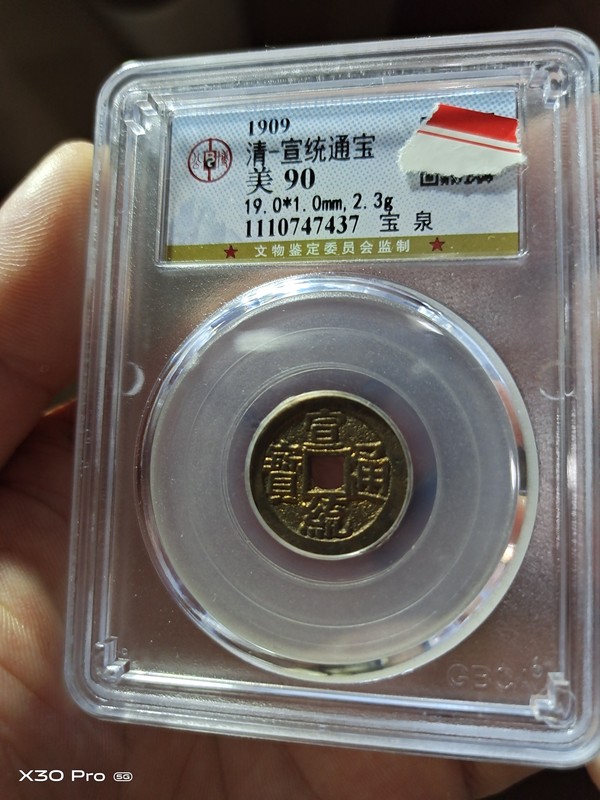 1909
清-宣统通宝
美 90
19.0*1.0mm,2.3g
1110747437 宝 泉
★ 文物鉴定委员会监制 ★
宣統通寶
X30 Pro 5G